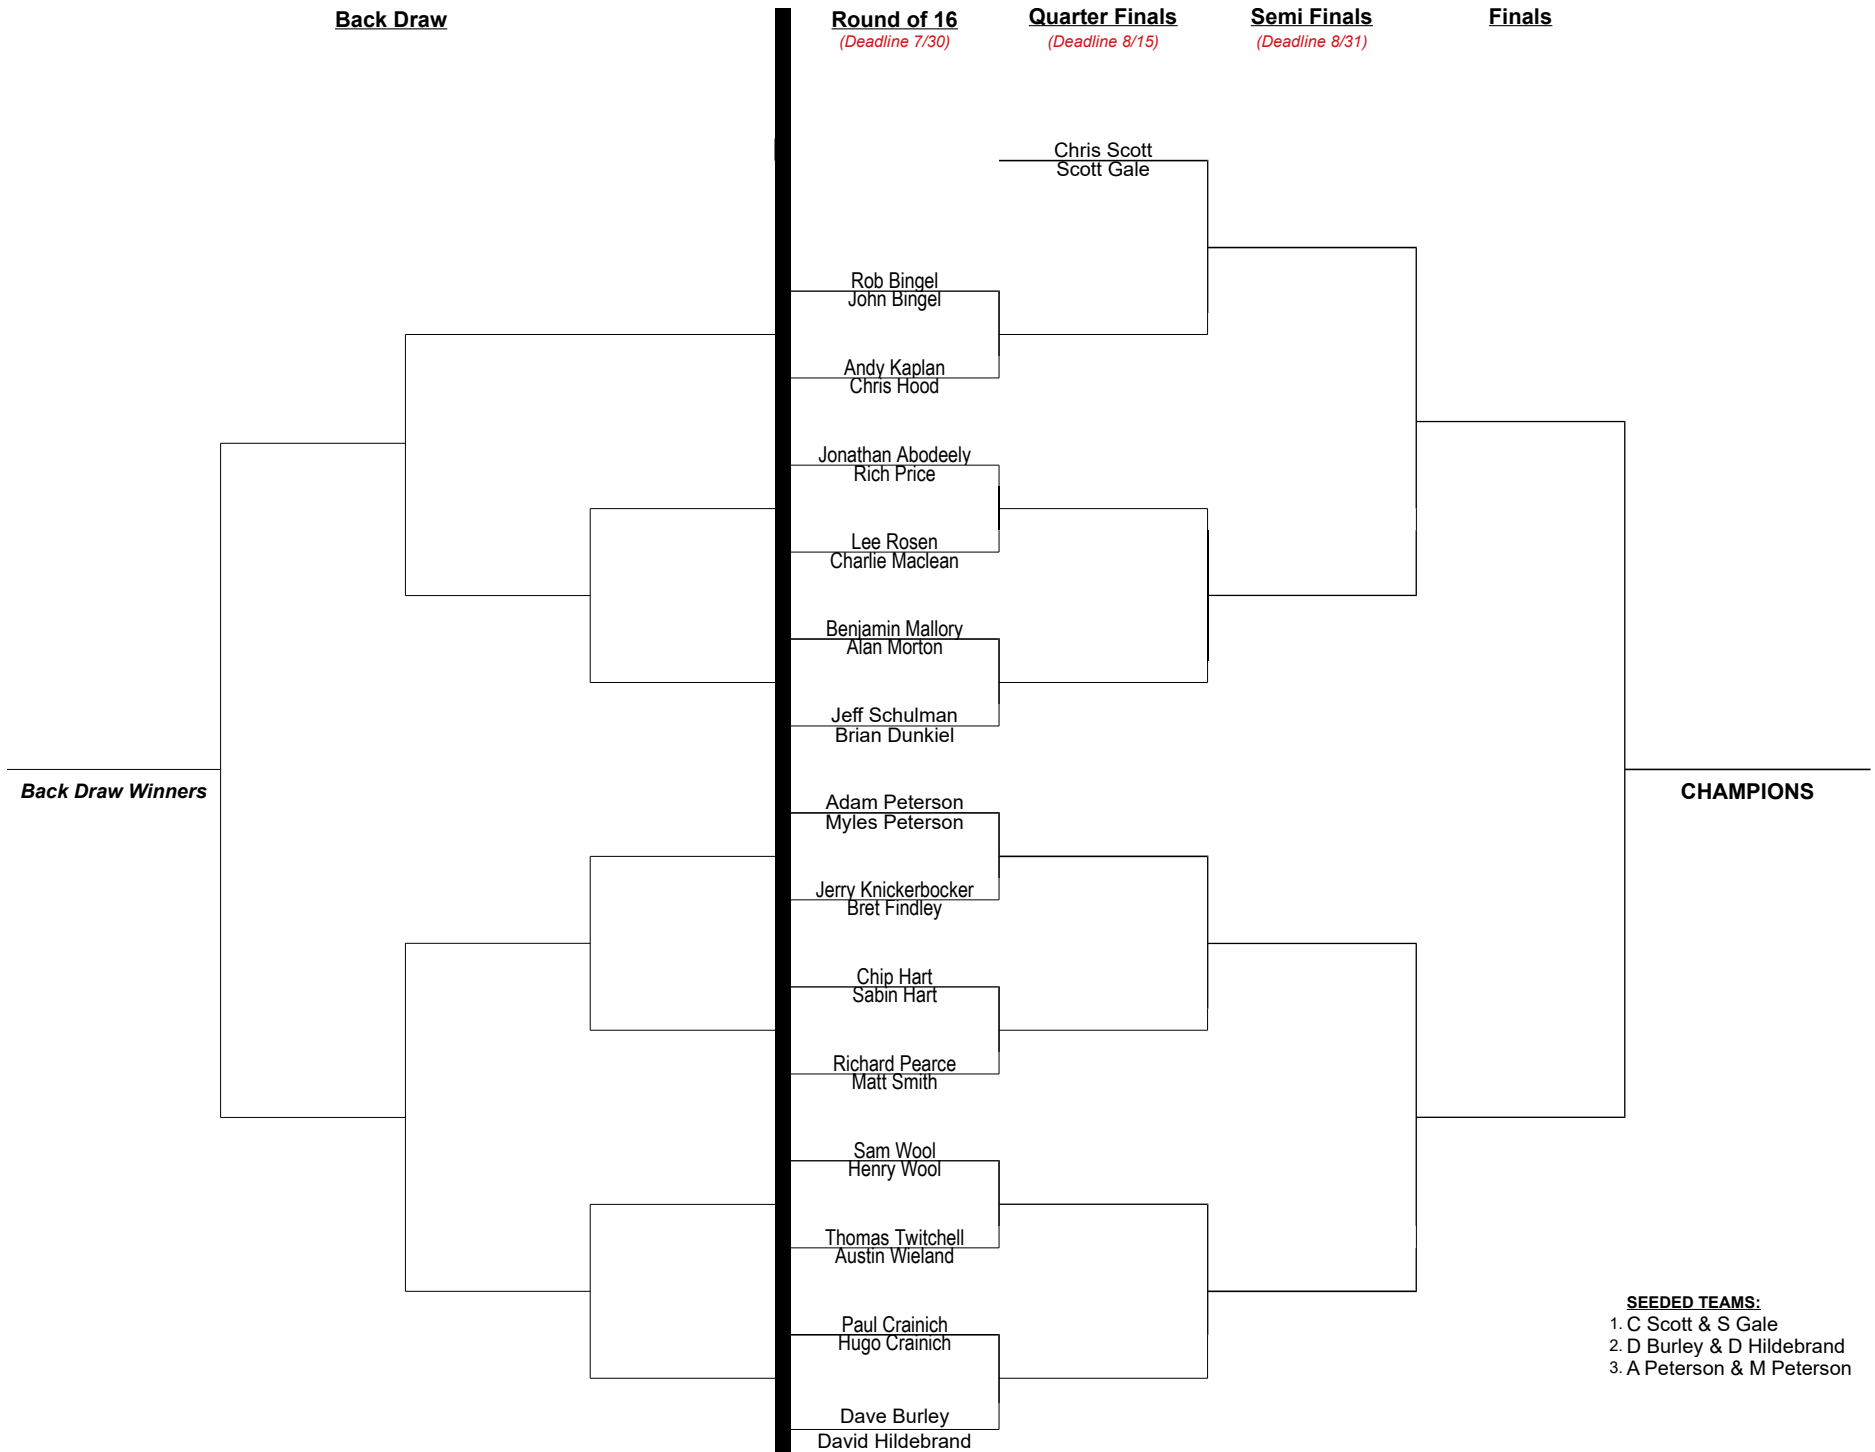 Back Draw
Round of 16
(Deadline 7/30)
Quarter Finals
(Deadline 8/15)
Semi Finals
(Deadline 8/31)
Finals
Chris Scott
Scott Gale
Rob Bingel
John Bingel
Andy Kaplan
Chris Hood
Jonathan Abodeely
Rich Price
Lee Rosen
Charlie Maclean
Benjamin Mallory
Alan Morton
Jeff Schulman
Brian Dunkiel
Back Draw Winners
CHAMPIONS
Adam Peterson
Myles Peterson
Jerry Knickerbocker
Bret Findley
Chip Hart
Sabin Hart
Richard Pearce
Matt Smith
Sam Wool
Henry Wool
Thomas Twitchell
Austin Wieland
Paul Crainich
Hugo Crainich
Dave Burley
David Hildebrand
SEEDED TEAMS:
1. C Scott & S Gale
2. D Burley & D Hildebrand
3. A Peterson & M Peterson